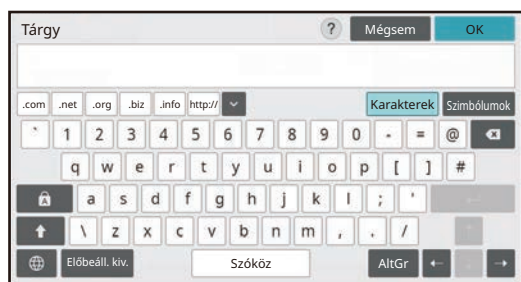 Tárgy ? Mégsem OK
.com .net .org .biz .info http:// Karakterek Szimbólumok
` 1 2 3 4 5 6 7 8 9 0 - = @
q w e r t y u i o p [ ] #
A a s d f g h j k l ; '
\ z x c v b n m , . /
Előbeáll. kiv. Szóköz AltGr